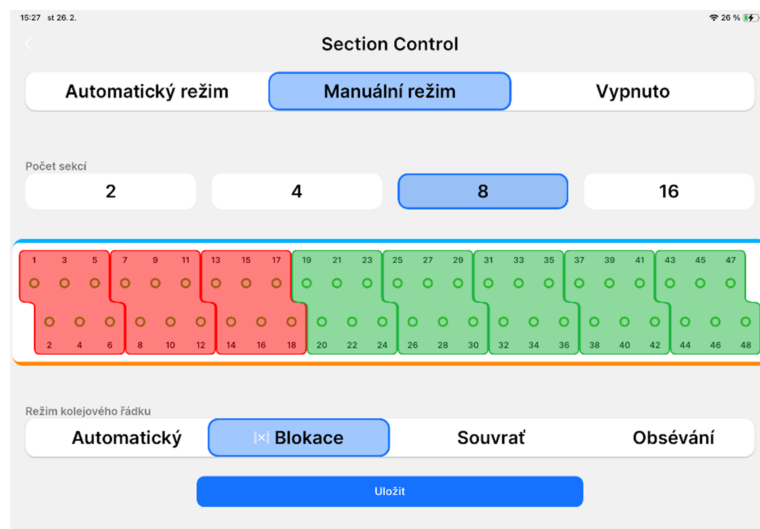 15:27 st 26. 2. 26 %
Section Control
Automatický režim Manuální režim Vypnuto
Počet sekcí
2 4 8 16
1 3 5 7 9 11 13 15 17 19 21 23 25 27 29 31 33 35 37 39 41 43 45 47
2 4 6 8 10 12 14 16 18 20 22 24 26 28 30 32 34 36 38 40 42 44 46 48
Režim kolejového řádku
Automatický Blokace Souvrať Obsévání
Uložit